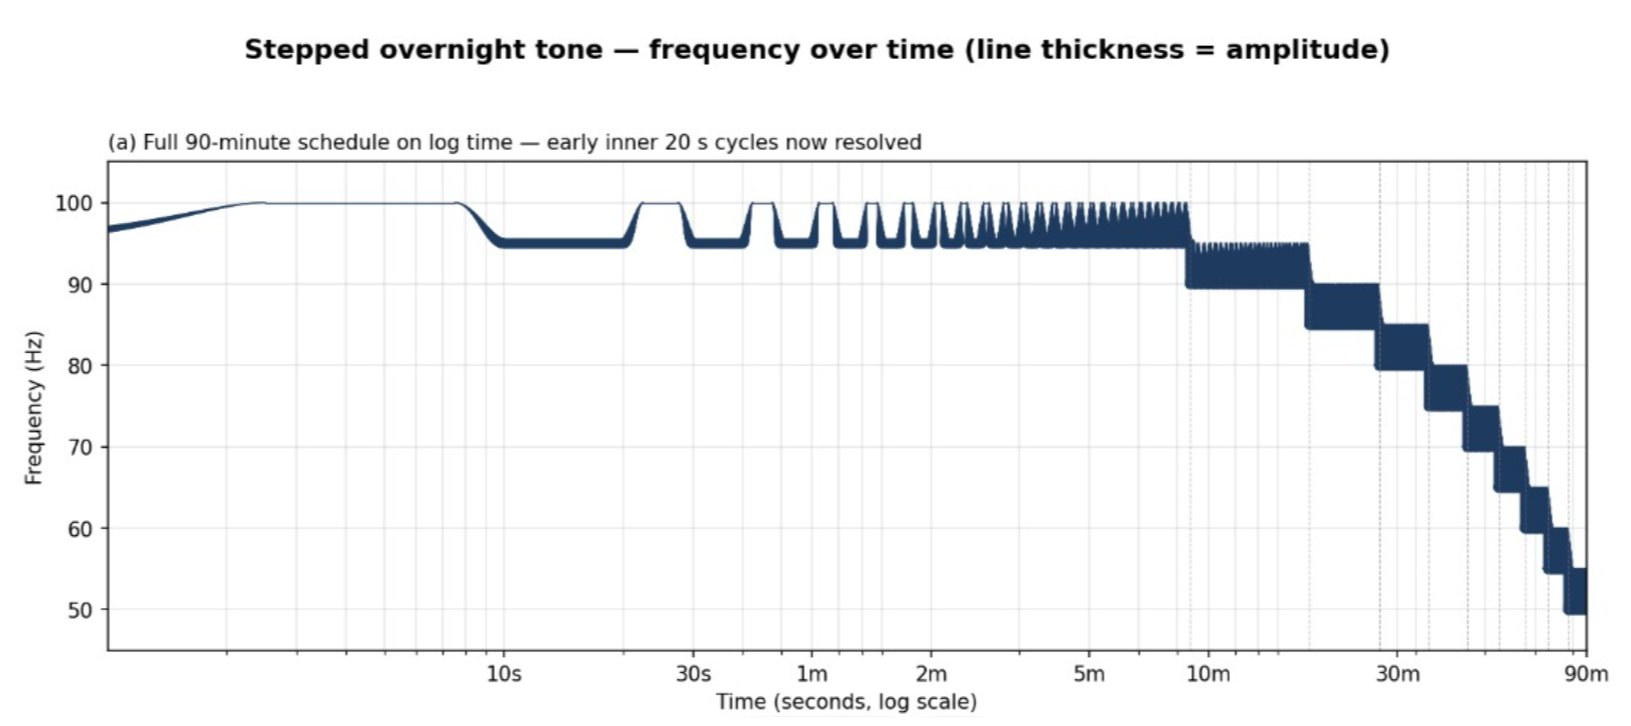 Stepped overnight tone — frequency over time (line thickness = amplitude)
(a) Full 90-minute schedule on log time — early inner 20 s cycles now resolved
100
90
80
70
60
50
Frequency (Hz)
10s 30s 1m 2m 5m 10m 30m 90m
Time (seconds, log scale)